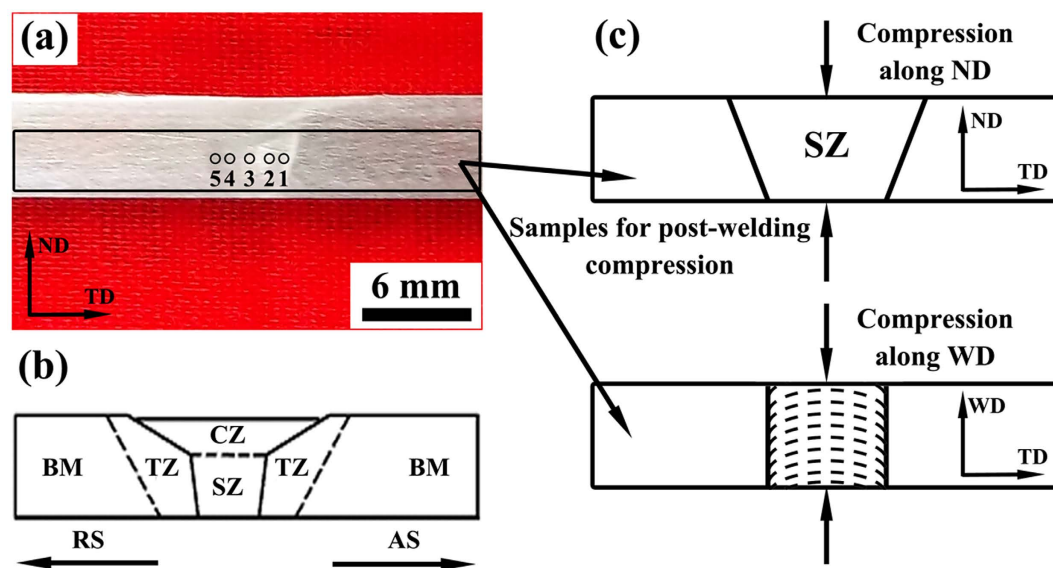 (a)
5 4 3 2 1
ND
TD
6 mm
(b)
BM
TZ
CZ
SZ
TZ
BM
RS
AS
(c)
Compression
along ND
SZ
ND
TD
Samples for post-welding
compression
Compression
along WD
WD
TD